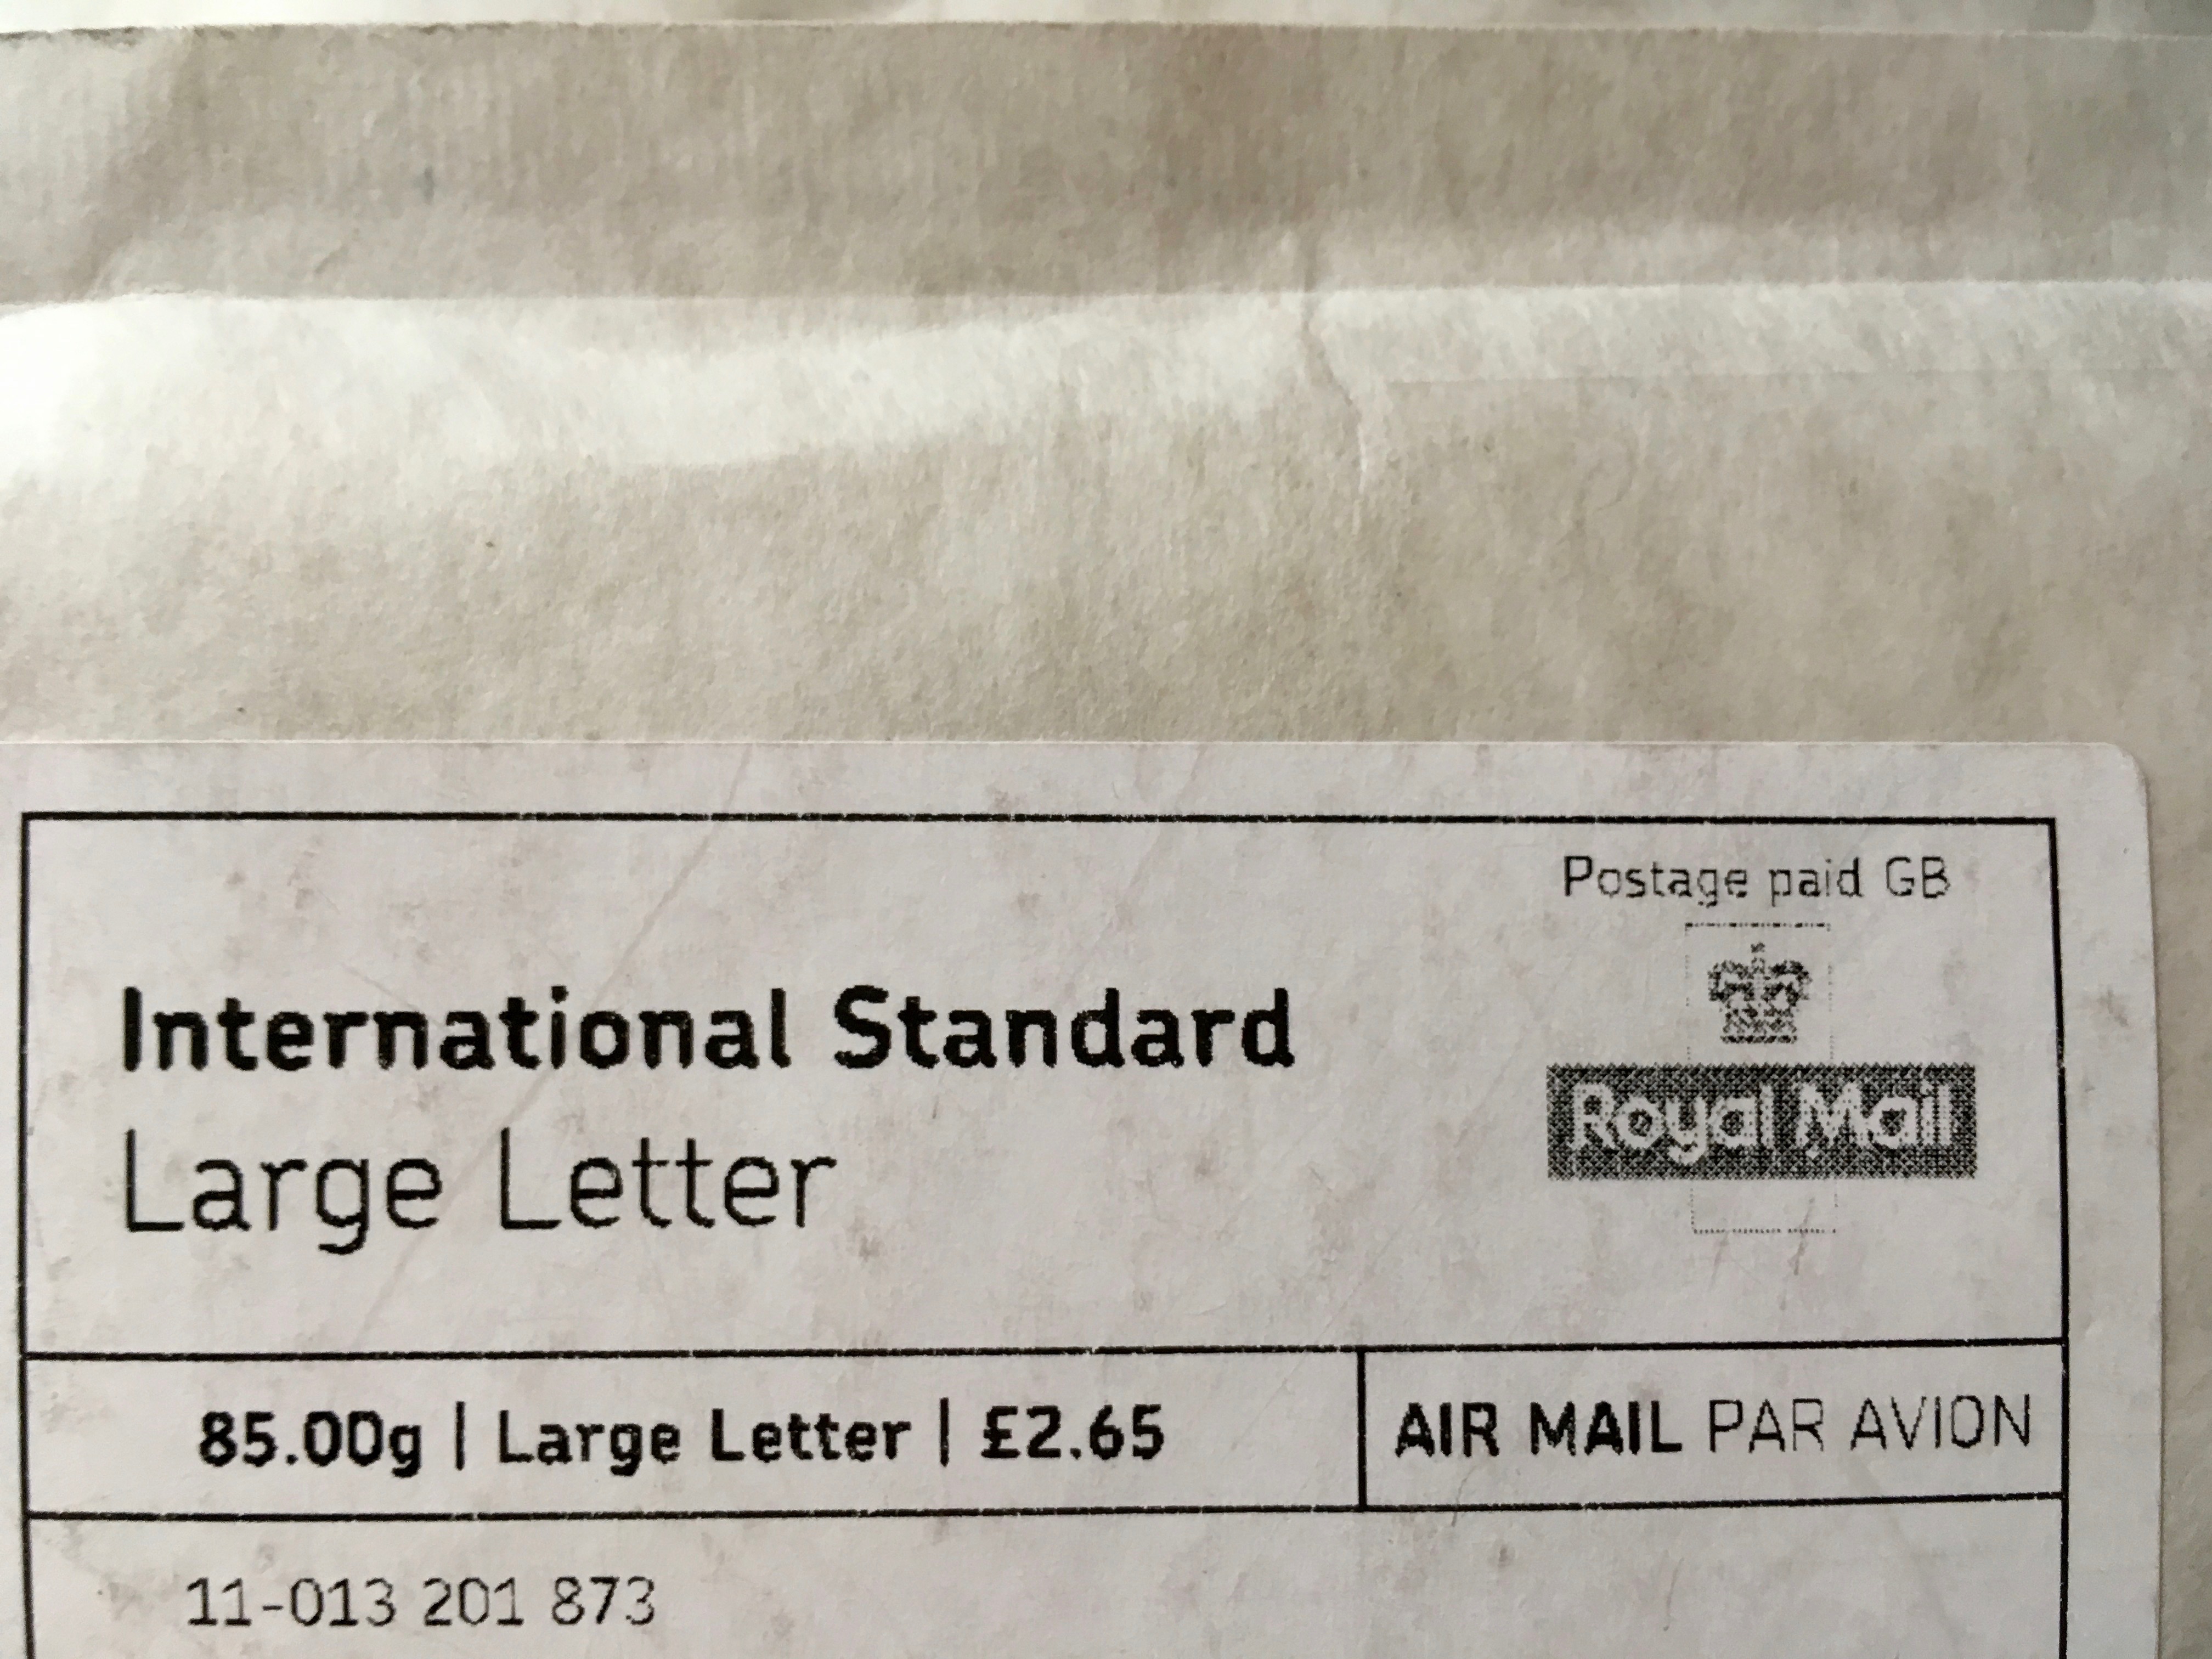 Postage paid GB
Royal Mail
International Standard
Large Letter
85.00g | Large Letter | £2.65
AIR MAIL PAR AVION
11-013 201 873